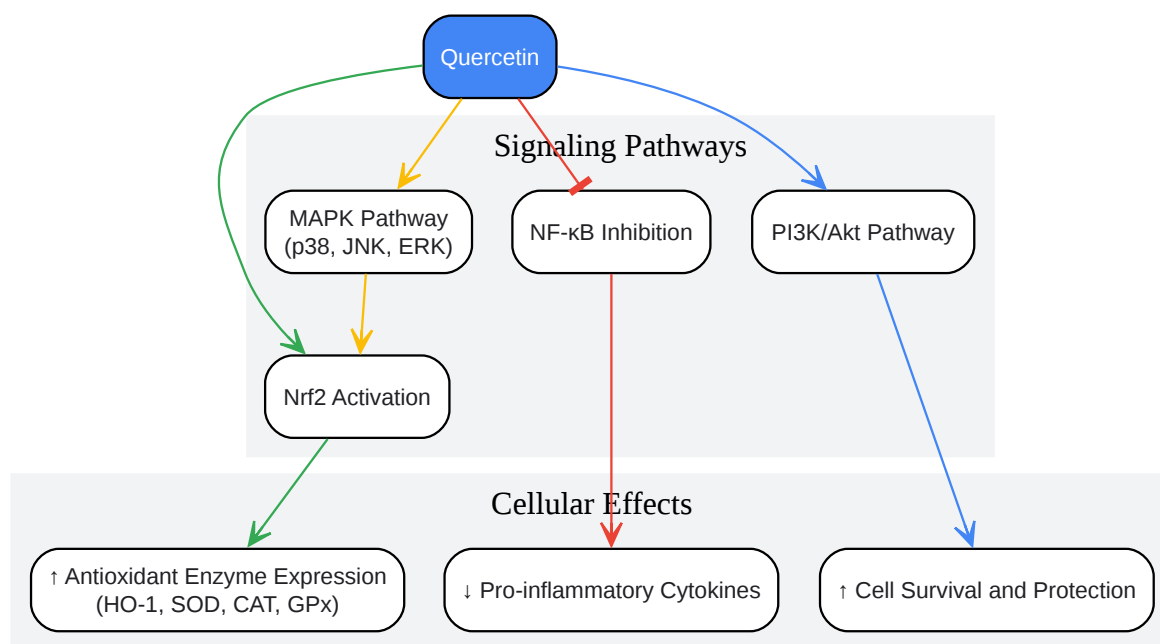 Quercetin
Signaling Pathways
MAPK Pathway
(p38, JNK, ERK)
NF-κB Inhibition
PI3K/Akt Pathway
Nrf2 Activation
Cellular Effects
↑ Antioxidant Enzyme Expression
(HO-1, SOD, CAT, GPx)
↓ Pro-inflammatory Cytokines
↑ Cell Survival and Protection